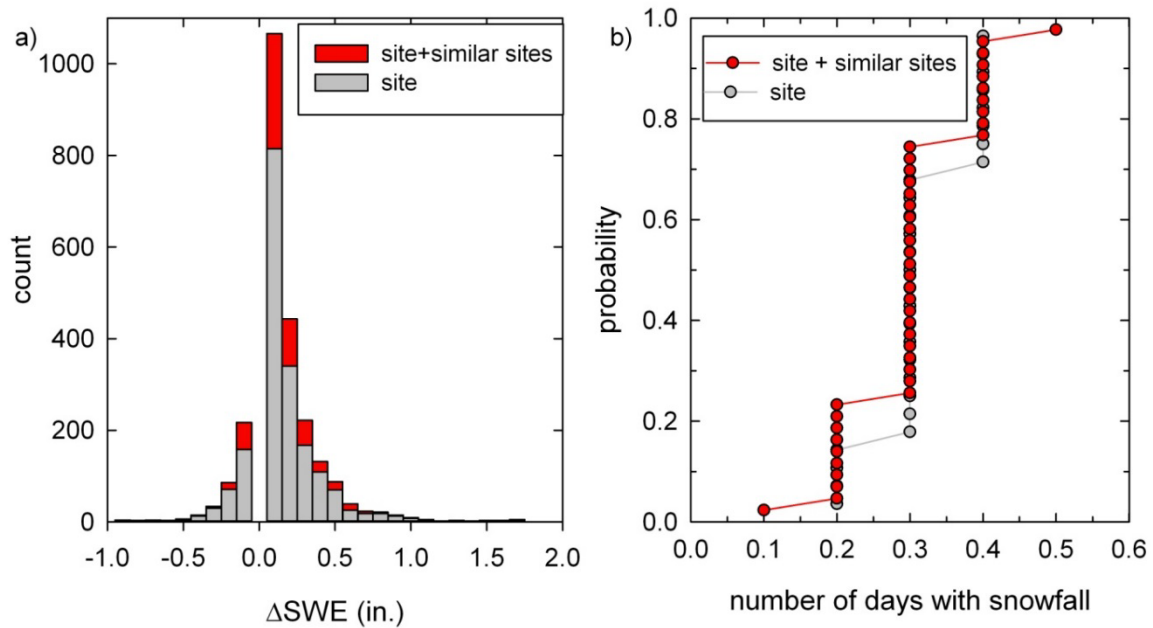 a)
site+similar sites
site
count
1000
800
600
400
200
0
-1.0 -0.5 0.0 0.5 1.0 1.5 2.0
ΔSWE (in.)
b)
site + similar sites
site
probability
1.0
0.8
0.6
0.4
0.2
0.0
0.0 0.1 0.2 0.3 0.4 0.5 0.6
number of days with snowfall